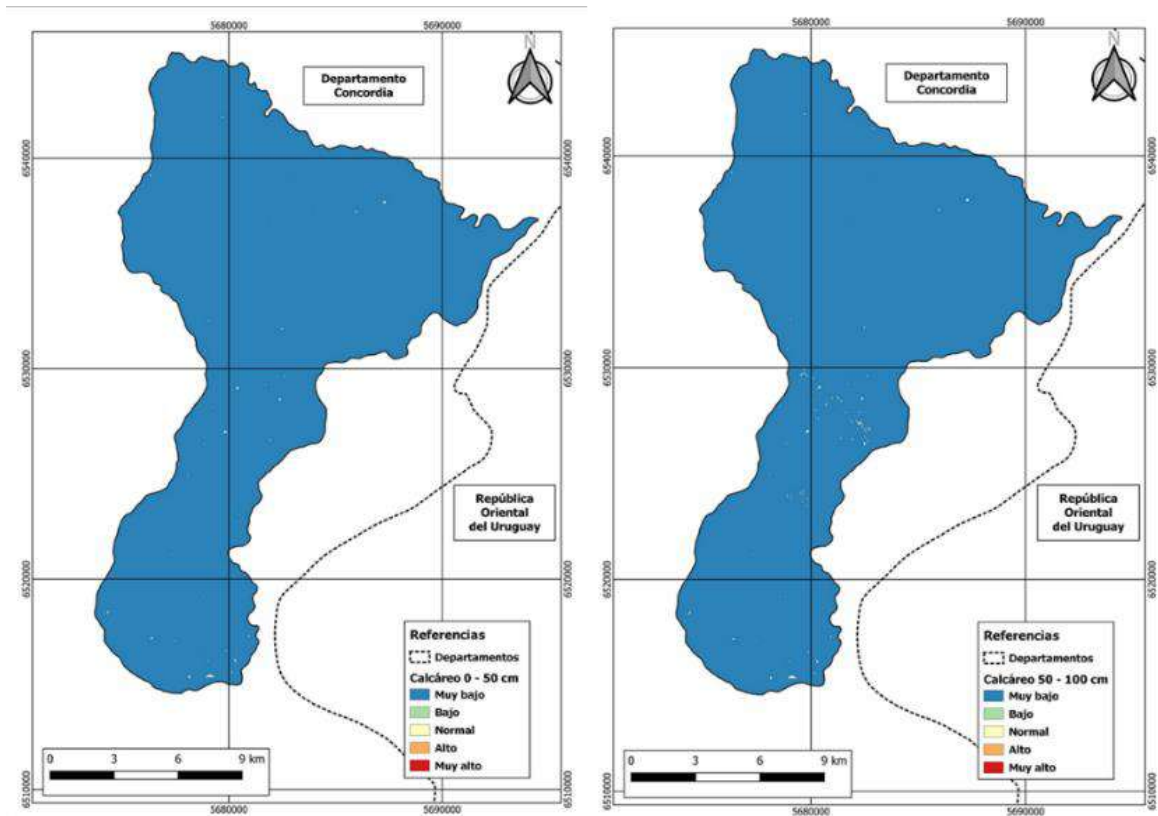 5680000
5690000
N
Departamento
Concordia
6540000
6540000
6530000
6530000
República
Oriental
del Uruguay
6520000
6520000
Referencias
Departamentos
Calcáreo 0 - 50 cm
Muy bajo
Bajo
Normal
Alto
Muy alto
0 3 6 9 km
6510000
6510000
5680000
5690000
5680000
5690000
N
Departamento
Concordia
6540000
6540000
6530000
6530000
República
Oriental
del Uruguay
6520000
6520000
Referencias
Departamentos
Calcáreo 50 - 100 cm
Muy bajo
Bajo
Normal
Alto
Muy alto
0 3 6 9 km
6510000
6510000
5680000
5690000